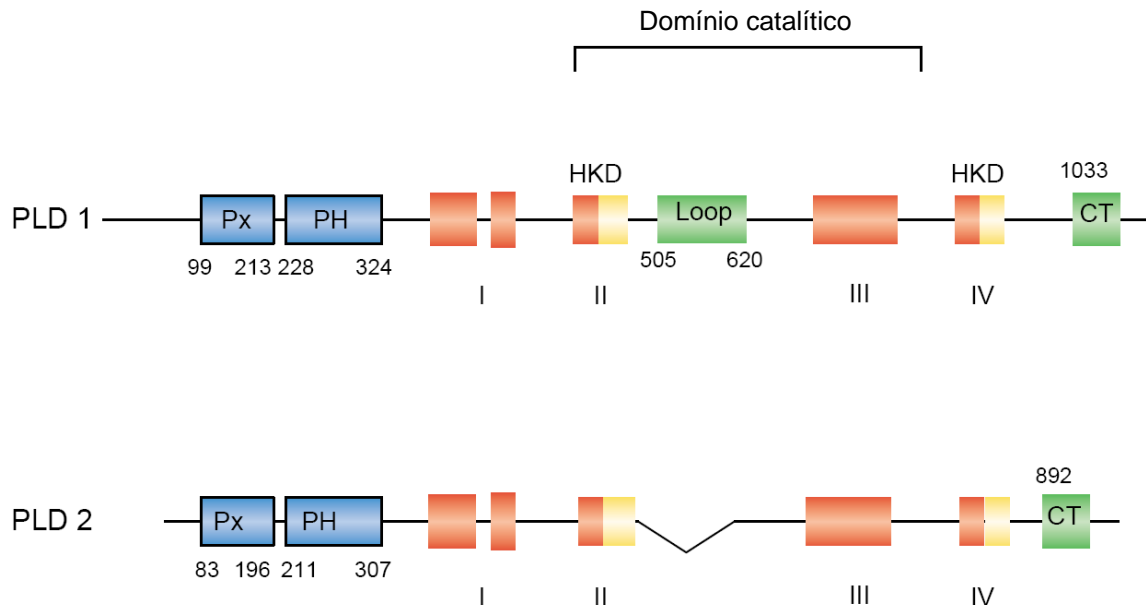 Domínio catalítico
HKD HKD 1033
PLD 1 Px PH Loop CT
99 213 228 324 505 620
I II III IV
892
PLD 2 Px PH CT
83 196 211 307
I II III IV